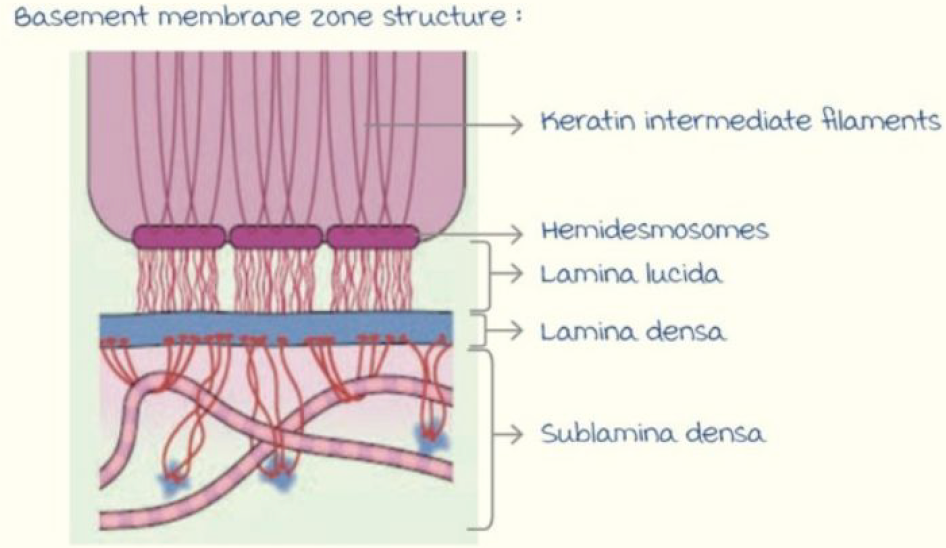 Basement membrane zone structure :
Keratin intermediate filaments
Hemidesmosomes
Lamina lucida
Lamina densa
Sublamina densa